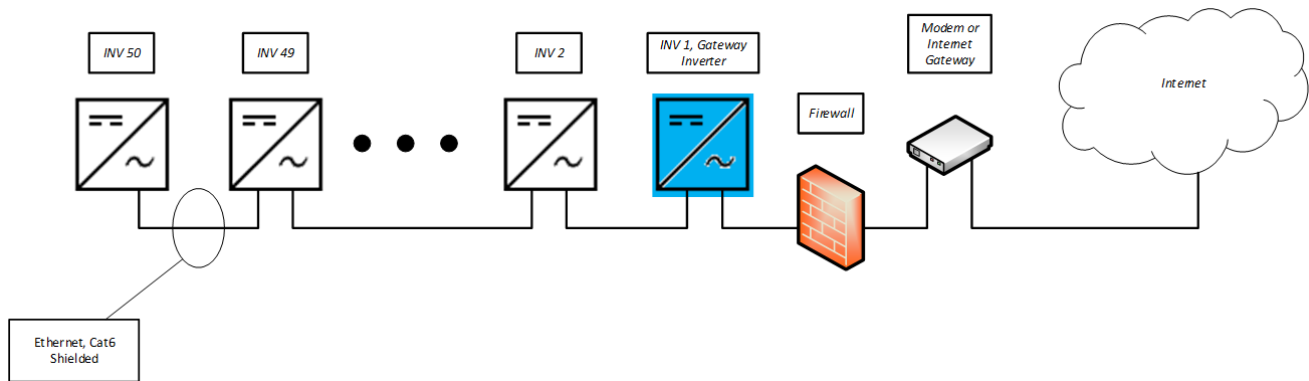 INV 50
INV 49
INV 2
INV 1, Gateway
Inverter
Firewall
Modem or
Internet
Gateway
Internet
Ethernet, Cat6
Shielded